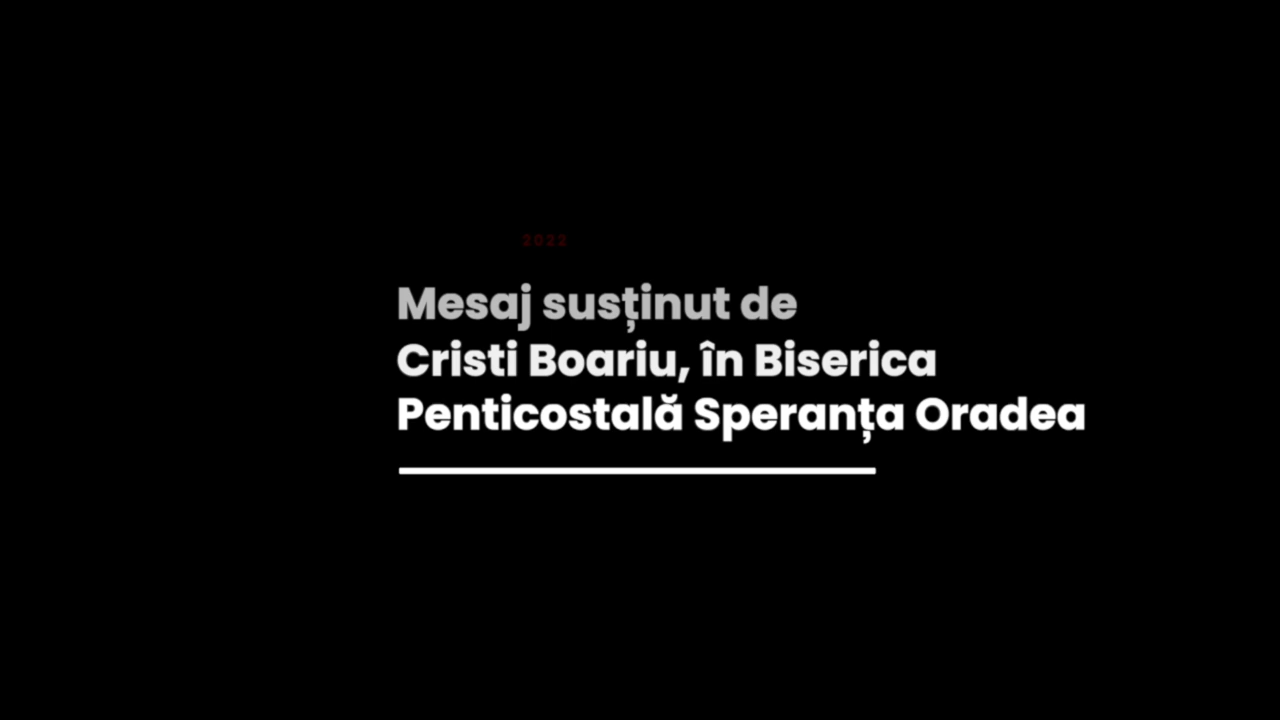 2022
Mesaj susținut de
Cristi Boariu, în Biserica
Penticostală Speranța Oradea